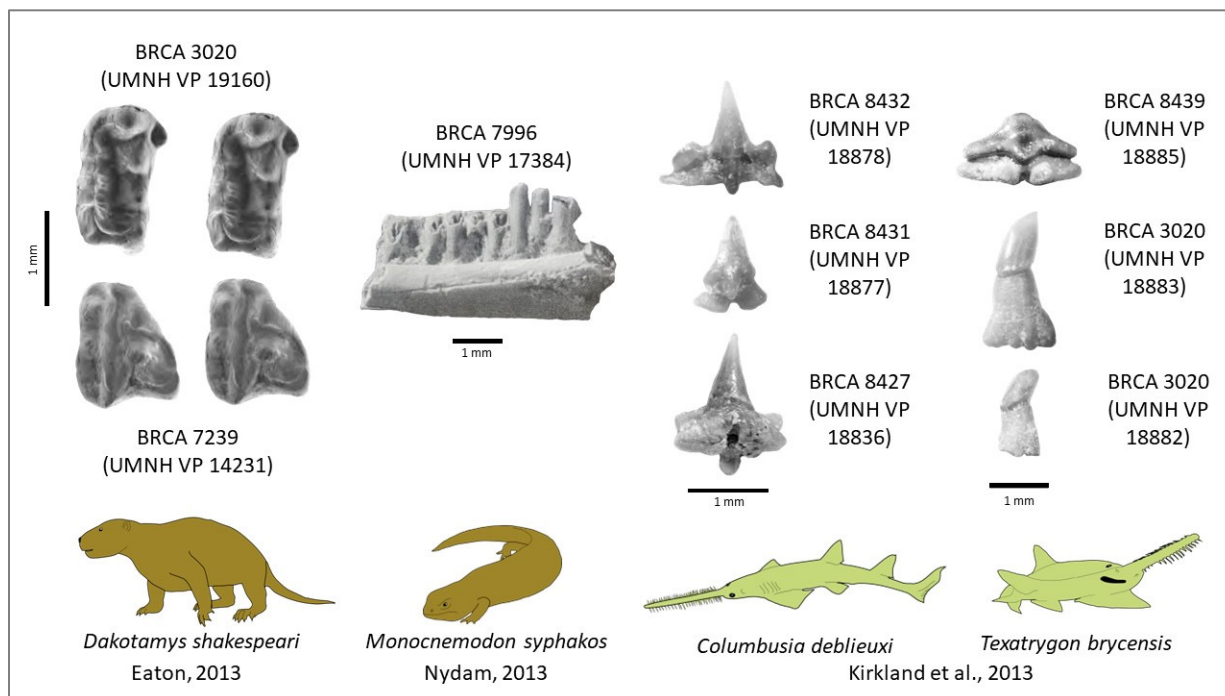 BRCA 3020
(UMNH VP 19160)
1 mm
BRCA 7239
(UMNH VP 14231)
BRCA 7996
(UMNH VP 17384)
1 mm
BRCA 8432
(UMNH VP
18878)
BRCA 8431
(UMNH VP
18877)
BRCA 8427
(UMNH VP
18836)
1 mm
BRCA 8439
(UMNH VP
18885)
BRCA 3020
(UMNH VP
18883)
BRCA 3020
(UMNH VP
18882)
1 mm
Dakotamys shakespeari
Eaton, 2013
Monocnemodon syphakos
Nydam, 2013
Columbusia deblieuxi
Texatrygon brycensis
Kirkland et al., 2013